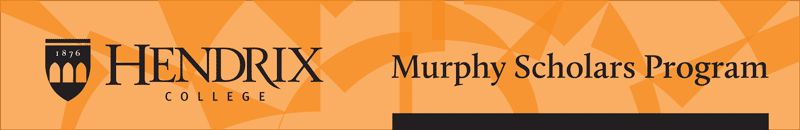 1876
HENDRIX
COLLEGE
Murphy Scholars Program